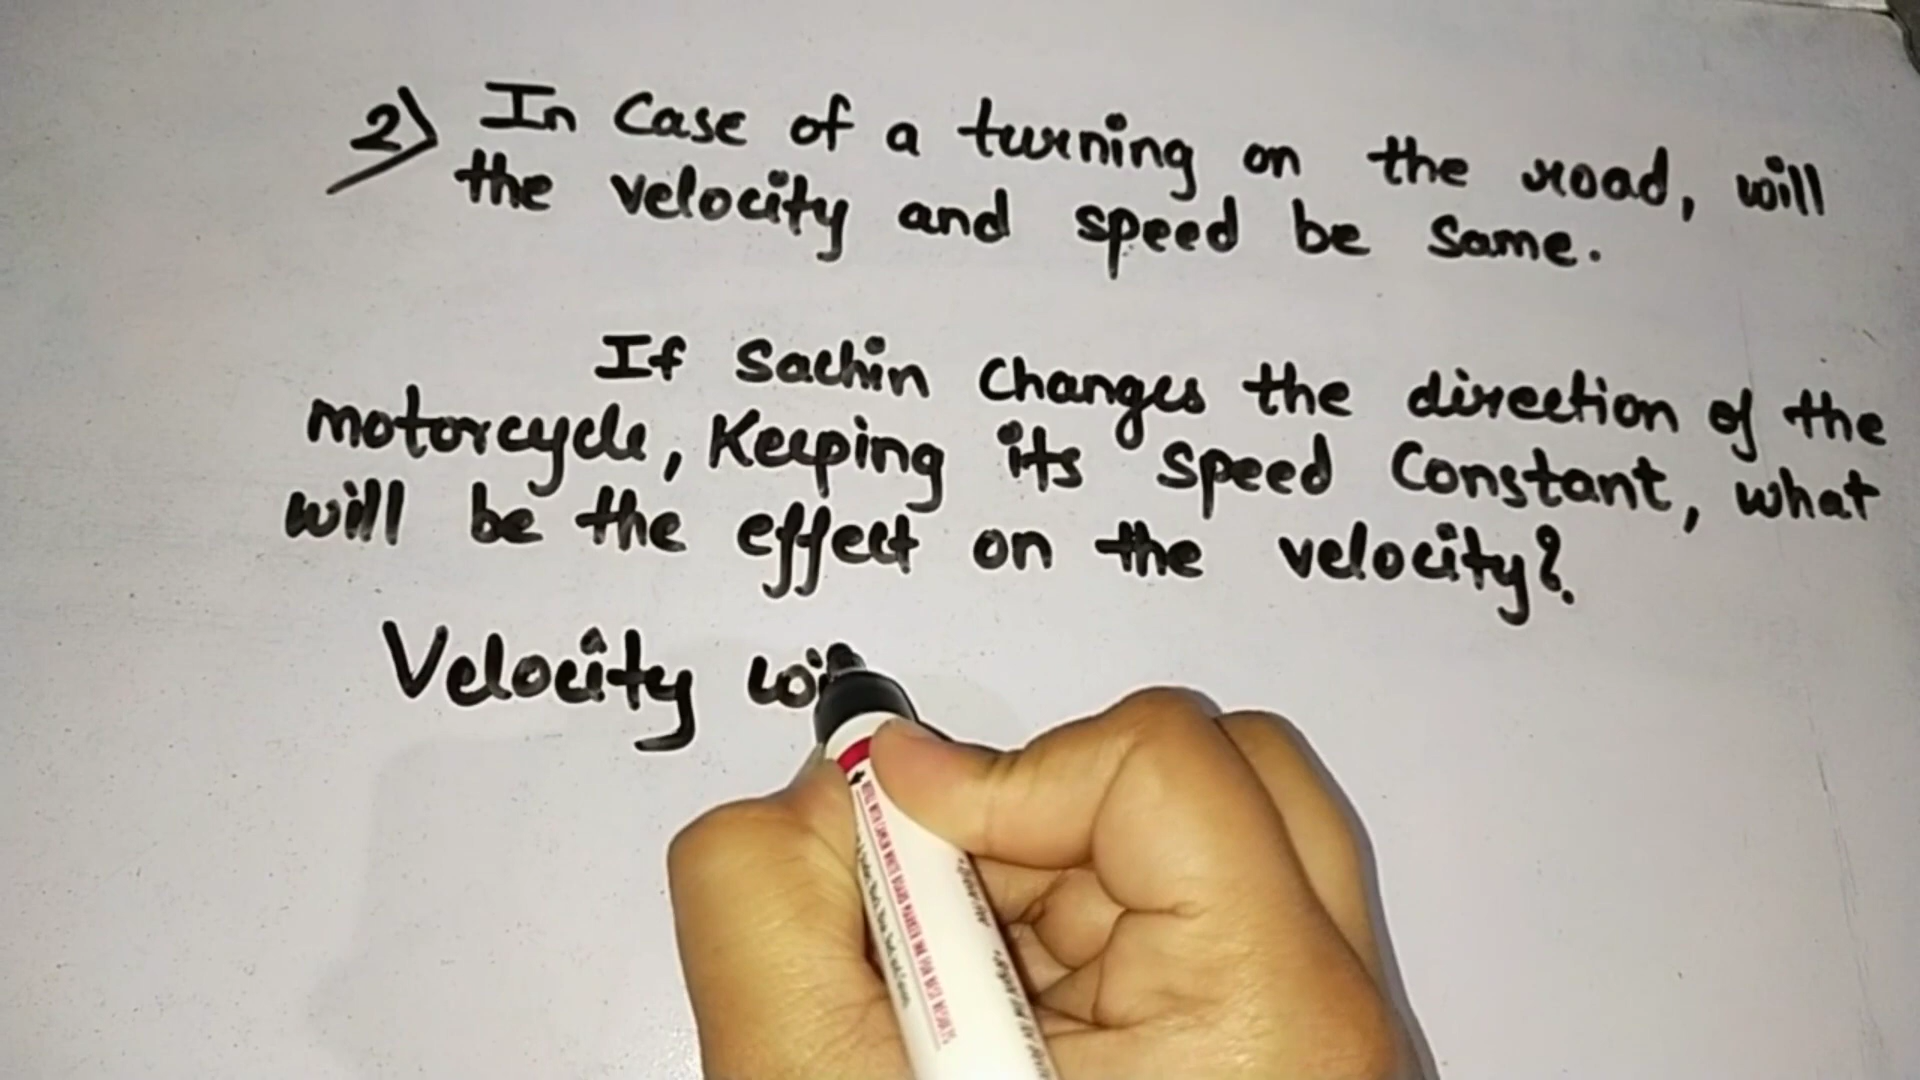 2) In Case of a turning on the road, will
the velocity and speed be same.
If Sachin changes the direction of the
motorcycle, Keeping its speed Constant, what
will be the effect on the velocity?
Velocity